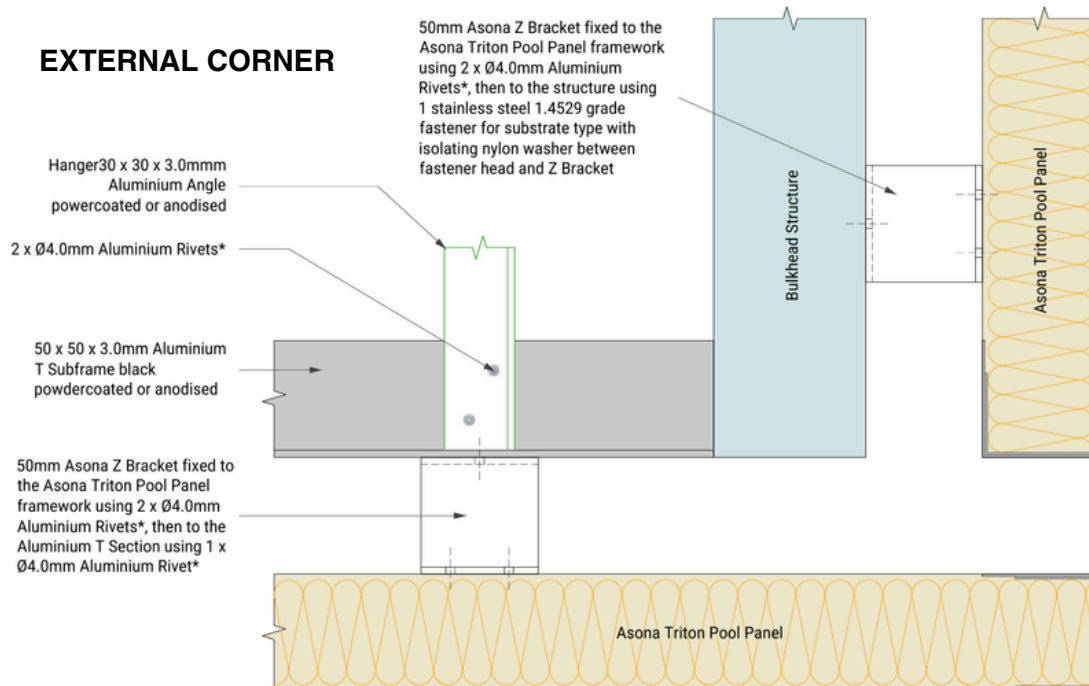 EXTERNAL CORNER
50mm Asona Z Bracket fixed to the
Asona Triton Pool Panel framework
using 2 x Ø4.0mm Aluminium
Rivets*, then to the structure using
1 stainless steel 1.4529 grade
fastener for substrate type with
isolating nylon washer between
fastener head and Z Bracket
Hanger30 x 30 x 3.0mmm
Aluminium Angle
powercoated or anodised
2 x Ø4.0mm Aluminium Rivets*
50 x 50 x 3.0mm Aluminium
T Subframe black
powdercoated or anodised
50mm Asona Z Bracket fixed to
the Asona Triton Pool Panel
framework using 2 x Ø4.0mm
Aluminium Rivets*, then to the
Aluminium T Section using 1 x
Ø4.0mm Aluminium Rivet*
Bulkhead Structure
Asona Triton Pool Panel
Asona Triton Pool Panel